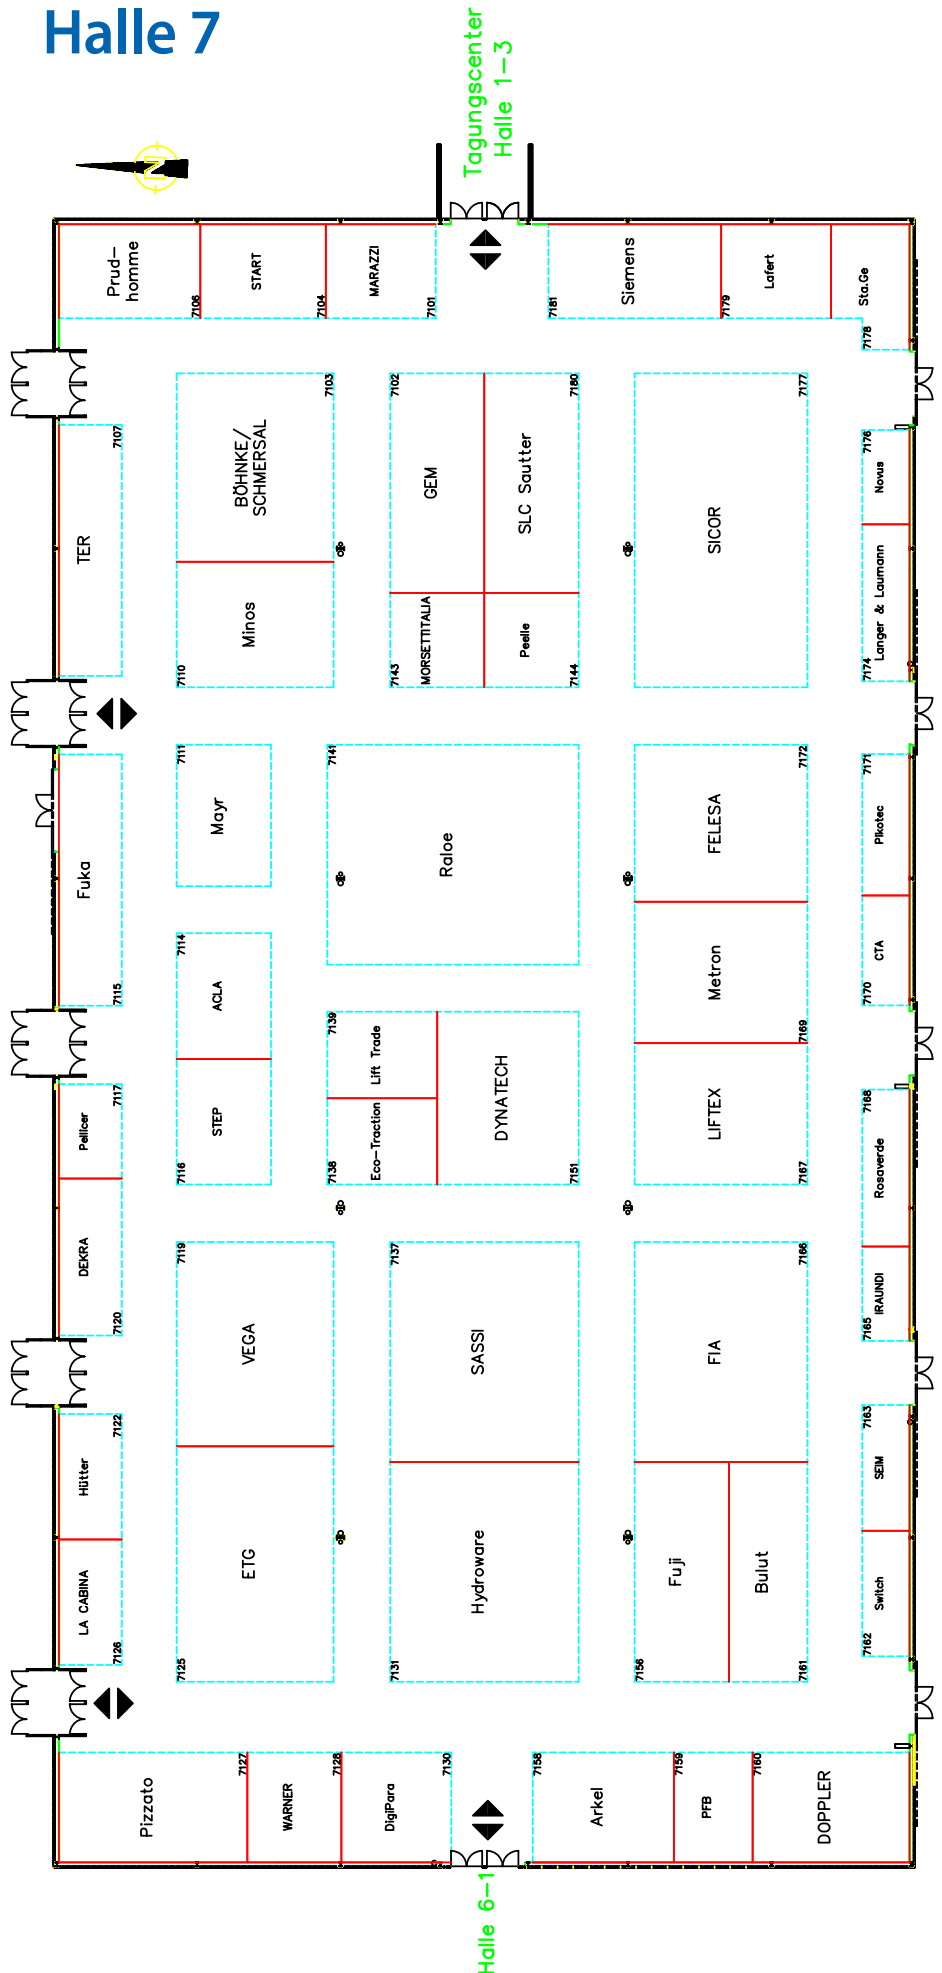 Halle 7
Tagungscenter
Halle 1-3
N
Prud-
homme
7106
START
7104
MARAZZI
7101
7181
Siemens
7179
Lafert
Sta.Ge
7178
7107
TER
BÖHNKE/
SCHMERSAL
7103
Minos
7110
7102
GEM
SLC Sautter
7180
MORSETTITALIA
7143
Peelle
7144
7177
SICOR
7176
Novus
Langer & Laumann
7174
Fuka
7115
7111
Mayr
7141
Raloe
7172
FELESA
Metron
7169
LIFTEX
7167
7171
Pikotec
CTA
7170
7114
ACLA
STEP
7116
7139
Lift Trade
Eco-Traction
7138
DYNATECH
7151
7117
Pellicer
DEKRA
7120
7168
Rosaverde
IRAUNDI
7165
7119
VEGA
ETG
7125
7137
SASSI
Hydroware
7131
7166
FIA
Fuji
7156
Bulut
7161
7122
Hütter
LA CABINA
7126
7163
SEIM
Switch
7162
Pizzato
7127
WARNER
7128
DigiPara
7130
7158
Arkel
7159
PFB
7160
DOPPLER
Halle 6-1